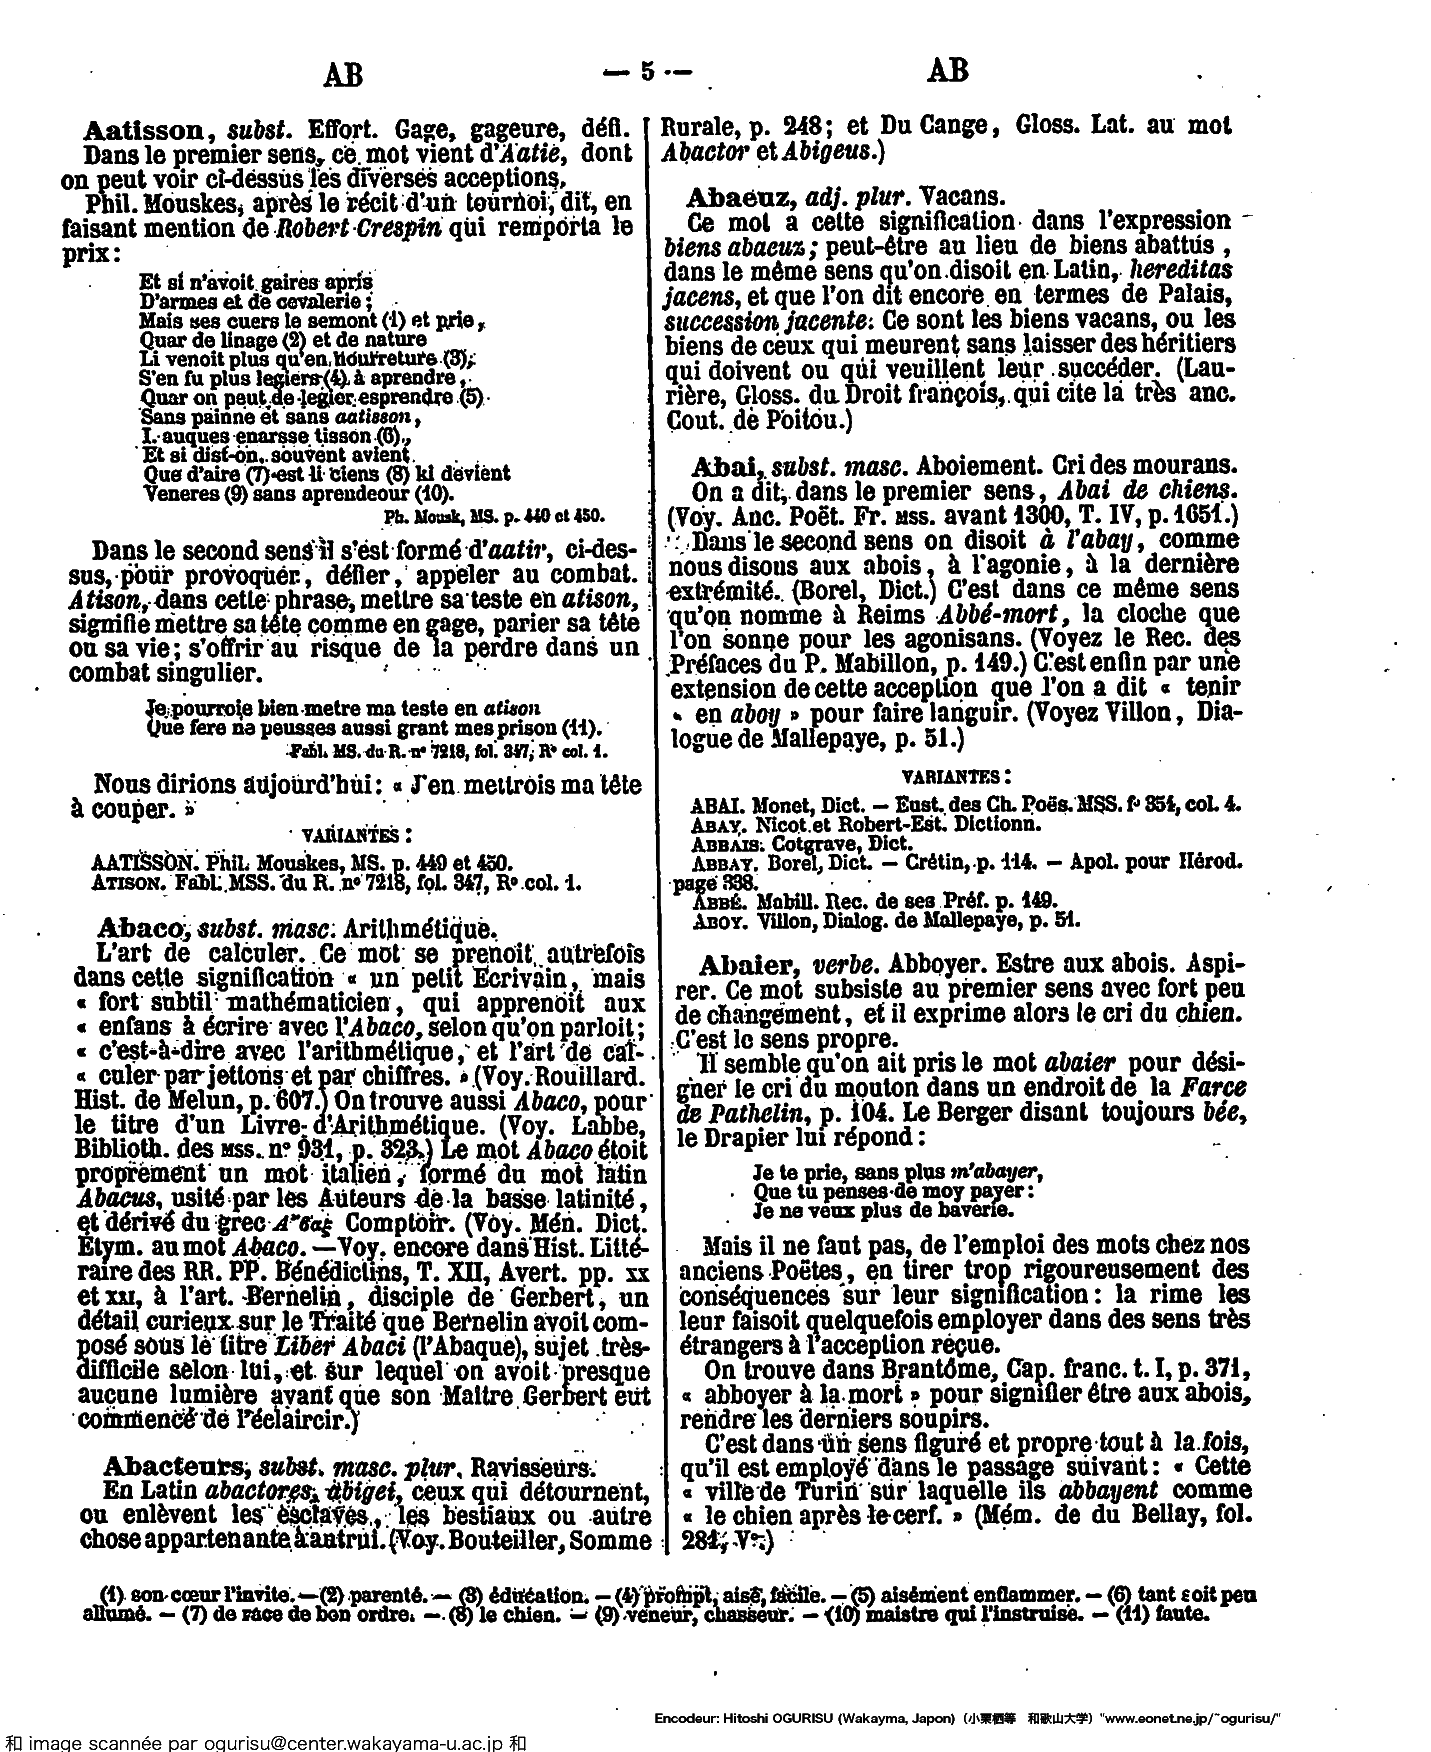 AB
— 5 —
AB
Aatisson, subst. Effort. Gage, gageure, défi.
Dans le premier sens, ce mot vient d'Aatie, dont
on peut voir ci-dessus les diverses acceptions.
Phil. Mouskes, après le récit d'un tournoi, dit, en
faisant mention de Robert Crespin qui remporta le
prix :
Et si n'avoit gaires apris
D'armes et de cevalerie ;
Mais ses cuers le semont (1) et prie,
Quar de linage (2) et de nature
Li venoit plus qu'en nourreture (3);
S'en fu plus legiers (4) à aprendre,
Quar on peut de legier esprendre (5)
Sans painne et sans aatisson,
I. auques enarsse tisson (6),
Et si dist-on, souvent avient
Que d'aire (7) est li ciens (8) ki devient
Veneres (9) sans aprendeour (10).
Ph. Mousk, MS. p. 449 et 450.
Dans le second sens il s'est formé d'aatir, ci-des-
sus, pour provoquer, défier, appeler au combat.
Atison, dans cette phrase, mettre sa teste en atison,
signifie mettre sa tête comme en gage, parier sa tête
ou sa vie ; s'offrir au risque de la perdre dans un
combat singulier.
Je pourroie bien metre ma teste en atison
Que fere ne peusses aussi grant mesprison (11).
Fabl. MS. du R. nº 7218, fol. 347, Rº col. 1.
Nous dirions aujourd'hui : « J'en mettrois ma tête
à couper. »
VARIANTES :
AATISSON. Phil. Mouskes, MS. p. 449 et 450.
ATISON. Fabl. MSS. du R. nº 7218, fol. 347, Rº col. 1.
Abaco, subst. masc. Arithmétique.
L'art de calculer. Ce mot se prenoit autrefois
dans cette signification « un petit Ecrivain, mais
« fort subtil mathématicien, qui apprenoit aux
« enfans à écrire avec l'Abaco, selon qu'on parloit ;
« c'est-à-dire avec l'arithmétique, et l'art de cal-
« culer par jettons et par chiffres. » (Voy. Rouillard.
Hist. de Melun, p. 607.) On trouve aussi Abaco, pour
le titre d'un Livre d'Arithmétique. (Voy. Labbe,
Biblioth. des MSS. nº 931, p. 323.) Le mot Abaco étoit
proprement un mot italien, formé du mot latin
Abacus, usité par les Auteurs de la basse latinité,
et dérivé du grec Αʺϐαξ Comptoir. (Voy. Mén. Dict.
Etym. au mot Abaco. — Voy. encore dans Hist. Litté-
raire des RR. PP. Bénédictins, T. XII, Avert. pp. XX
et XXI, à l'art. Bernelin, disciple de Gerbert, un
détail curieux sur le Traité que Bernelin avoit com-
posé sous le titre Liber Abaci (l'Abaque), sujet très-
difficile selon lui, et sur lequel on avoit presque
aucune lumière avant que son Maître Gerbert eut
commencé de l'éclaircir.)
Abacteurs, subst. masc. plur. Ravisseurs.
En Latin abactores, abigei, ceux qui détournent,
ou enlèvent les esclaves, les bestiaux ou autre
chose appartenante à autrui. (Voy. Bouteiller, Somme
Rurale, p. 248 ; et Du Cange, Gloss. Lat. au mot
Abactor et Abigeus.)
Abaeuz, adj. plur. Vacans.
Ce mot a cette signification dans l'expression
biens abaeuz ; peut-être au lieu de biens abattus,
dans le même sens qu'on disoit en Latin, hereditas
jacens, et que l'on dit encore en termes de Palais,
succession jacente. Ce sont les biens vacans, ou les
biens de ceux qui meurent sans laisser des héritiers
qui doivent ou qui veuillent leur succéder. (Lau-
rière, Gloss. du Droit françois, qui cite la très anc.
Cout. de Poitou.)
Abai, subst. masc. Aboiement. Cri des mourans.
On a dit, dans le premier sens, Abai de chiens.
(Voy. Anc. Poët. Fr. MSS. avant 1300, T. IV, p. 1651.)
Dans le second sens on disoit à l'abay, comme
nous disons aux abois, à l'agonie, à la dernière
extrémité. (Borel, Dict.) C'est dans ce même sens
qu'on nomme à Reims Abbé-mort, la cloche que
l'on sonne pour les agonisans. (Voyez le Rec. des
Préfaces du P. Mabillon, p. 149.) C'est enfin par une
extension de cette acception que l'on a dit « tenir
« en aboy » pour faire languir. (Voyez Villon, Dia-
logue de Mallepaye, p. 51.)
VARIANTES :
ABAI. Monet, Dict. — Eust. des Ch. Poës. MSS. fº 354, col. 4.
ABAY. Nicot et Robert-Est. Dictionn.
ABBAIS. Cotgrave, Dict.
ABBAY. Borel, Dict. — Crétin, p. 114. — Apol. pour Hérod.
page 338.
ABBÉ. Mabill. Rec. de ses Préf. p. 149.
ABOY. Villon, Dialog. de Mallepaye, p. 51.
Abaier, verbe. Abboyer. Estre aux abois. Aspi-
rer. Ce mot subsiste au premier sens avec fort peu
de changement, et il exprime alors le cri du chien.
C'est le sens propre.
Il semble qu'on ait pris le mot abaier pour dési-
gner le cri du mouton dans un endroit de la Farce
de Pathelin, p. 104. Le Berger disant toujours bée,
le Drapier lui répond :
Je te prie, sans plus m'abayer,
Que tu penses de moy payer :
Je ne veux plus de baverie.
Mais il ne faut pas, de l'emploi des mots chez nos
anciens Poëtes, en tirer trop rigoureusement des
conséquences sur leur signification : la rime les
leur faisoit quelquefois employer dans des sens très
étrangers à l'acception reçue.
On trouve dans Brantôme, Cap. franc. t. I, p. 371,
« abboyer à la mort » pour signifier être aux abois,
rendre les derniers soupirs.
C'est dans un sens figuré et propre tout à la fois,
qu'il est employé dans le passage suivant : « Cette
« ville de Turin sur laquelle ils abbayent comme
« le chien après le cerf. » (Mém. de du Bellay, fol.
281, Vº.)
(1) son cœur l'invite. — (2) parenté. — (3) éducation. — (4) prompt, aisé, facile. — (5) aisément enflammer. — (6) tant soit peu
allumé. — (7) de race de bon ordre. — (8) le chien. — (9) veneur, chasseur. — (10) maistre qui l'instruise. — (11) faute.
Encodeur: Hitoshi OGURISU (Wakayma, Japon) (小栗栖等 和歌山大学) "www.eonet.ne.jp/~ogurisu/"
和 image scannée par ogurisu@center.wakayama-u.ac.jp 和